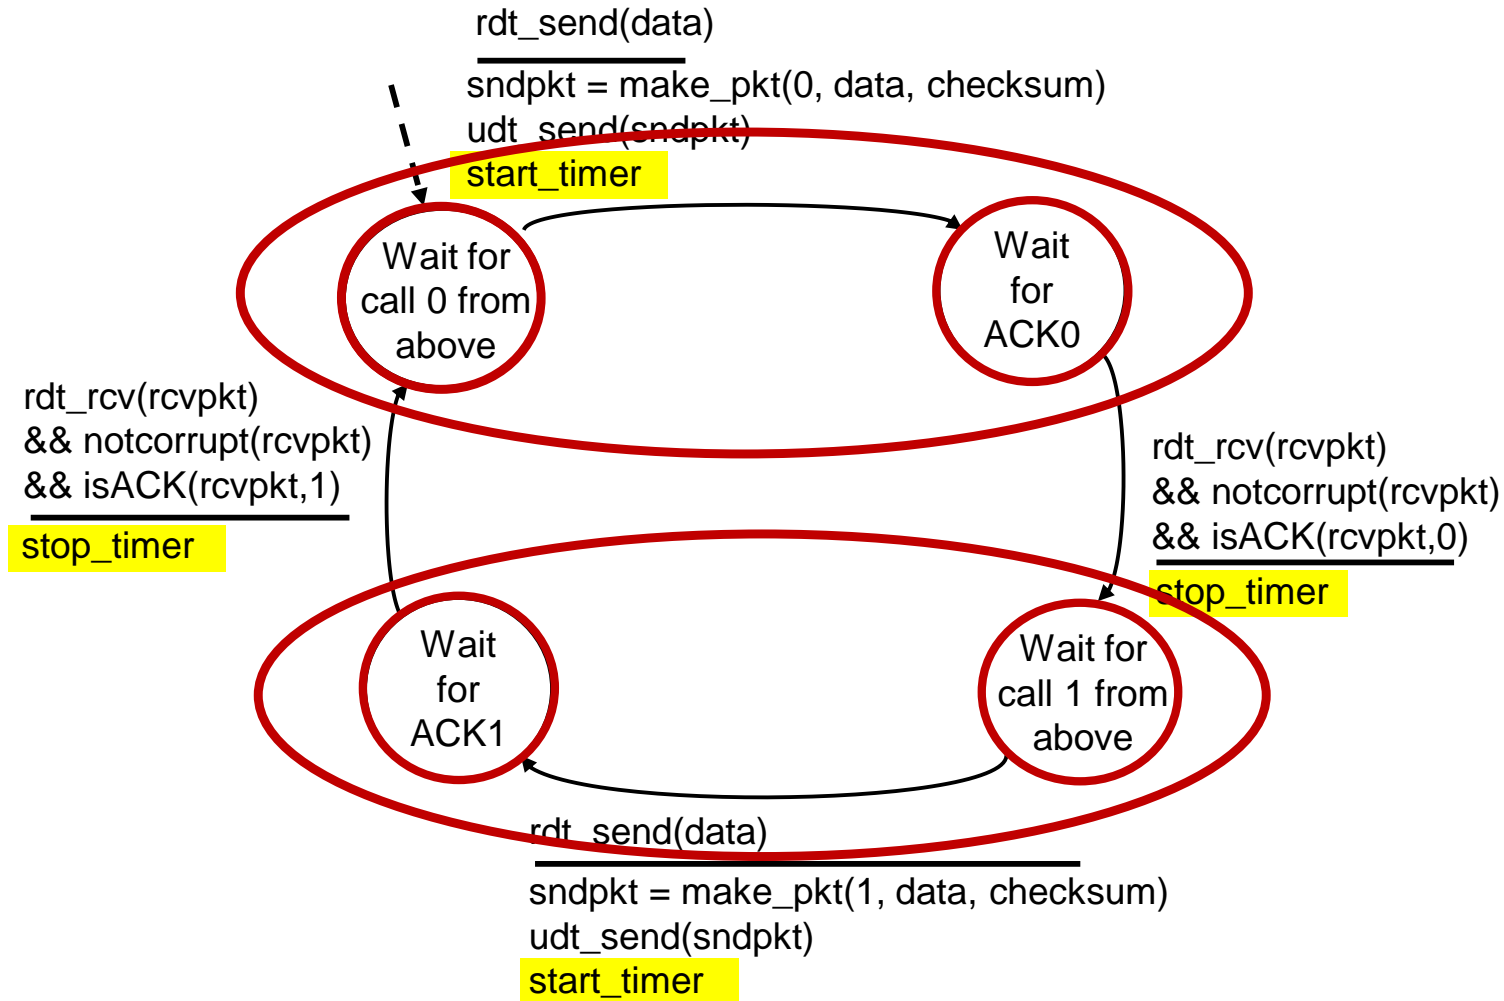 rdt_send(data)
sndpkt = make_pkt(0, data, checksum)
udt_send(sndpkt)
start_timer
Wait for
call 0 from
above
Wait
for
ACK0
rdt_rcv(rcvpkt)
&& notcorrupt(rcvpkt)
&& isACK(rcvpkt,1)
stop_timer
rdt_rcv(rcvpkt)
&& notcorrupt(rcvpkt)
&& isACK(rcvpkt,0)
stop_timer
Wait
for
ACK1
Wait for
call 1 from
above
rdt_send(data)
sndpkt = make_pkt(1, data, checksum)
udt_send(sndpkt)
start_timer